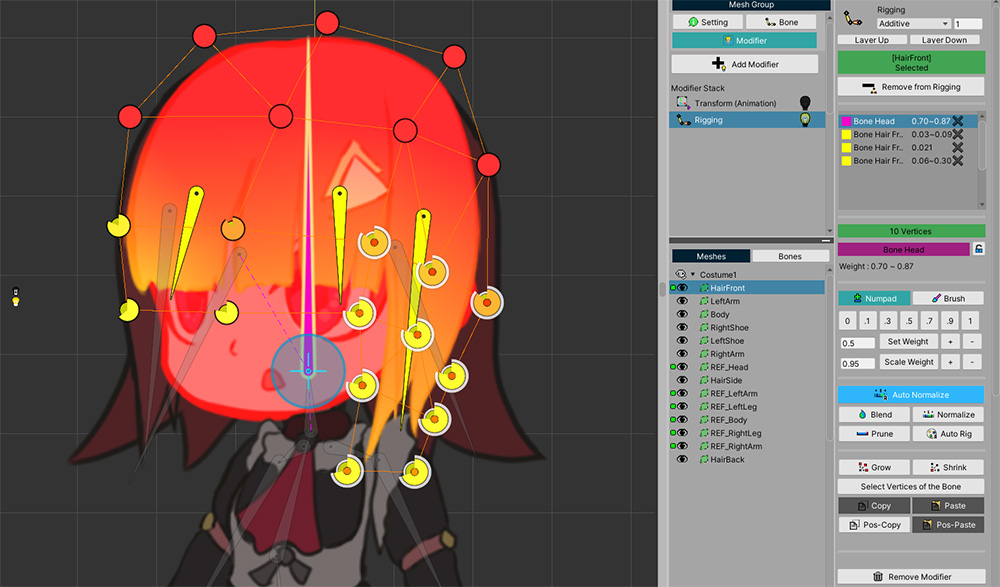 Mesh Group
Setting
Bone
Modifier
Add Modifier
Modifier Stack
Transform (Animation)
Rigging
Meshes
Bones
Costume1
HairFront
LeftArm
Body
RightShoe
LeftShoe
RightArm
REF_Head
HairSide
REF_LeftArm
REF_LeftLeg
REF_Body
REF_RightLeg
REF_RightArm
HairBack
Rigging
Additive
1
Layer Up
Layer Down
[HairFront]
Selected
Remove from Rigging
Bone Head 0.70~0.87
Bone Hair Fr.. 0.03~0.09
Bone Hair Fr.. 0.021
Bone Hair Fr.. 0.06~0.30
10 Vertices
Bone Head
Weight : 0.70 ~ 0.87
Numpad
Brush
0 .1 .3 .5 .7 .9 1
0.5 Set Weight + -
0.95 Scale Weight + -
Auto Normalize
Blend
Normalize
Prune
Auto Rig
Grow
Shrink
Select Vertices of the Bone
Copy
Paste
Pos-Copy
Pos-Paste
Remove Modifier